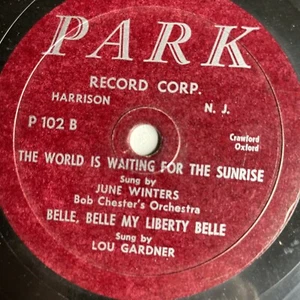 PARK
RECORD CORP.
HARRISON N. J.
P 102 B
Crawford
Oxford
THE WORLD IS WAITING FOR THE SUNRISE
Sung by
JUNE WINTERS
Bob Chester's Orchestra
BELLE, BELLE MY LIBERTY BELLE
Sung by
LOU GARDNER